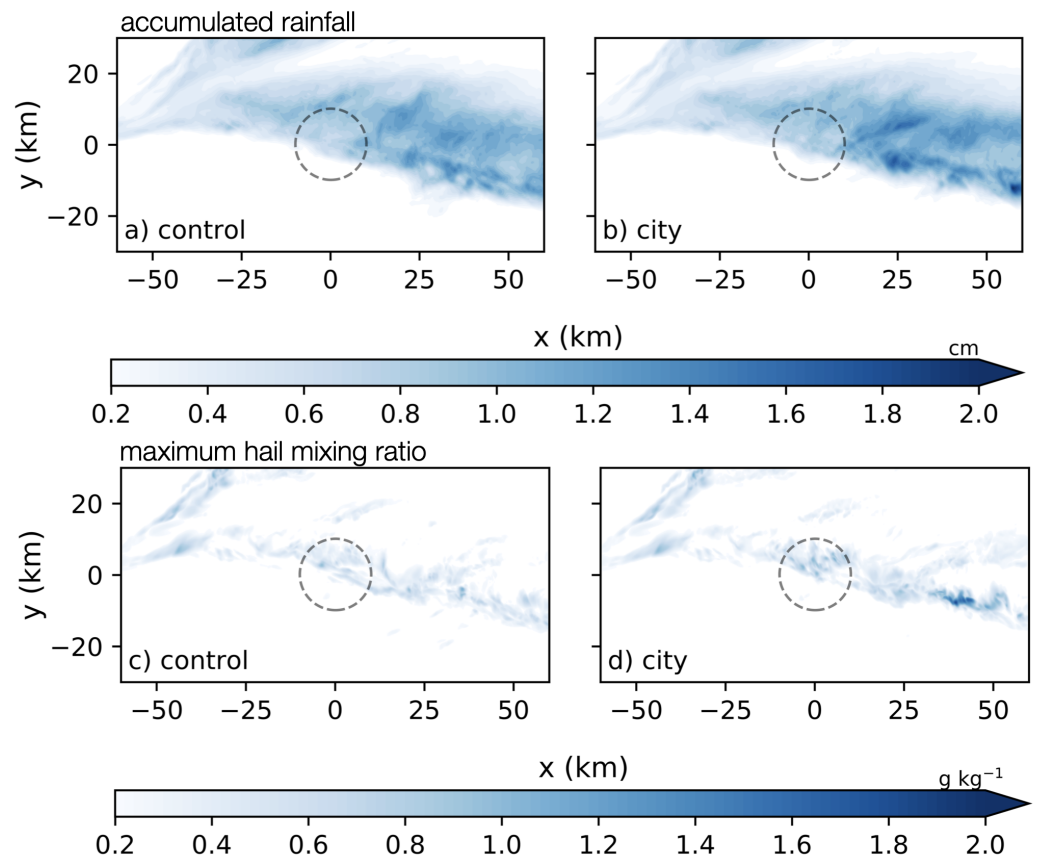 accumulated rainfall
20
0
−20
y (km)
a) control
b) city
−50 −25 0 25 50
−50 −25 0 25 50
x (km)
cm
0.2 0.4 0.6 0.8 1.0 1.2 1.4 1.6 1.8 2.0
maximum hail mixing ratio
20
0
−20
y (km)
c) control
d) city
−50 −25 0 25 50
−50 −25 0 25 50
x (km)
g kg⁻¹
0.2 0.4 0.6 0.8 1.0 1.2 1.4 1.6 1.8 2.0